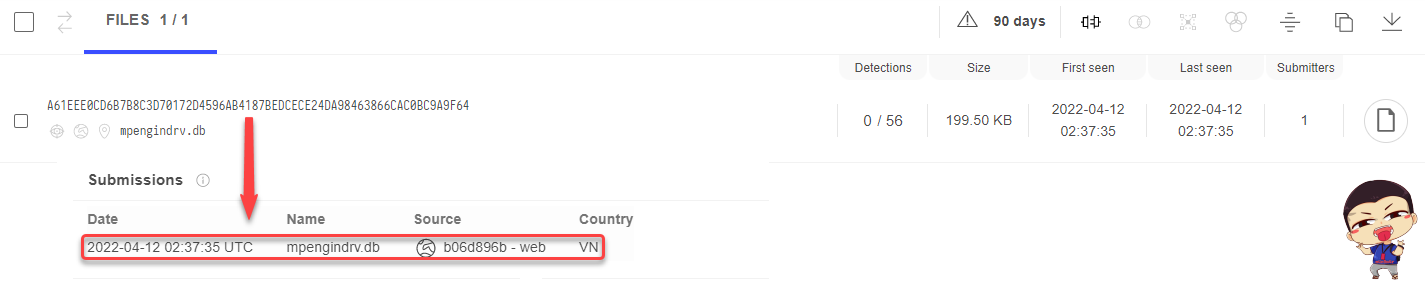 FILES 1 / 1
90 days
Detections Size First seen Last seen Submitters
A61EEE0CD6B7B8C3D70172D4596AB4187BEDCECE24DA98463866CAC0BC9A9F64
mpengindrv.db
0 / 56 199.50 KB 2022-04-12 02:37:35 2022-04-12 02:37:35 1
Submissions
Date Name Source Country
2022-04-12 02:37:35 UTC mpengindrv.db b06d896b - web VN